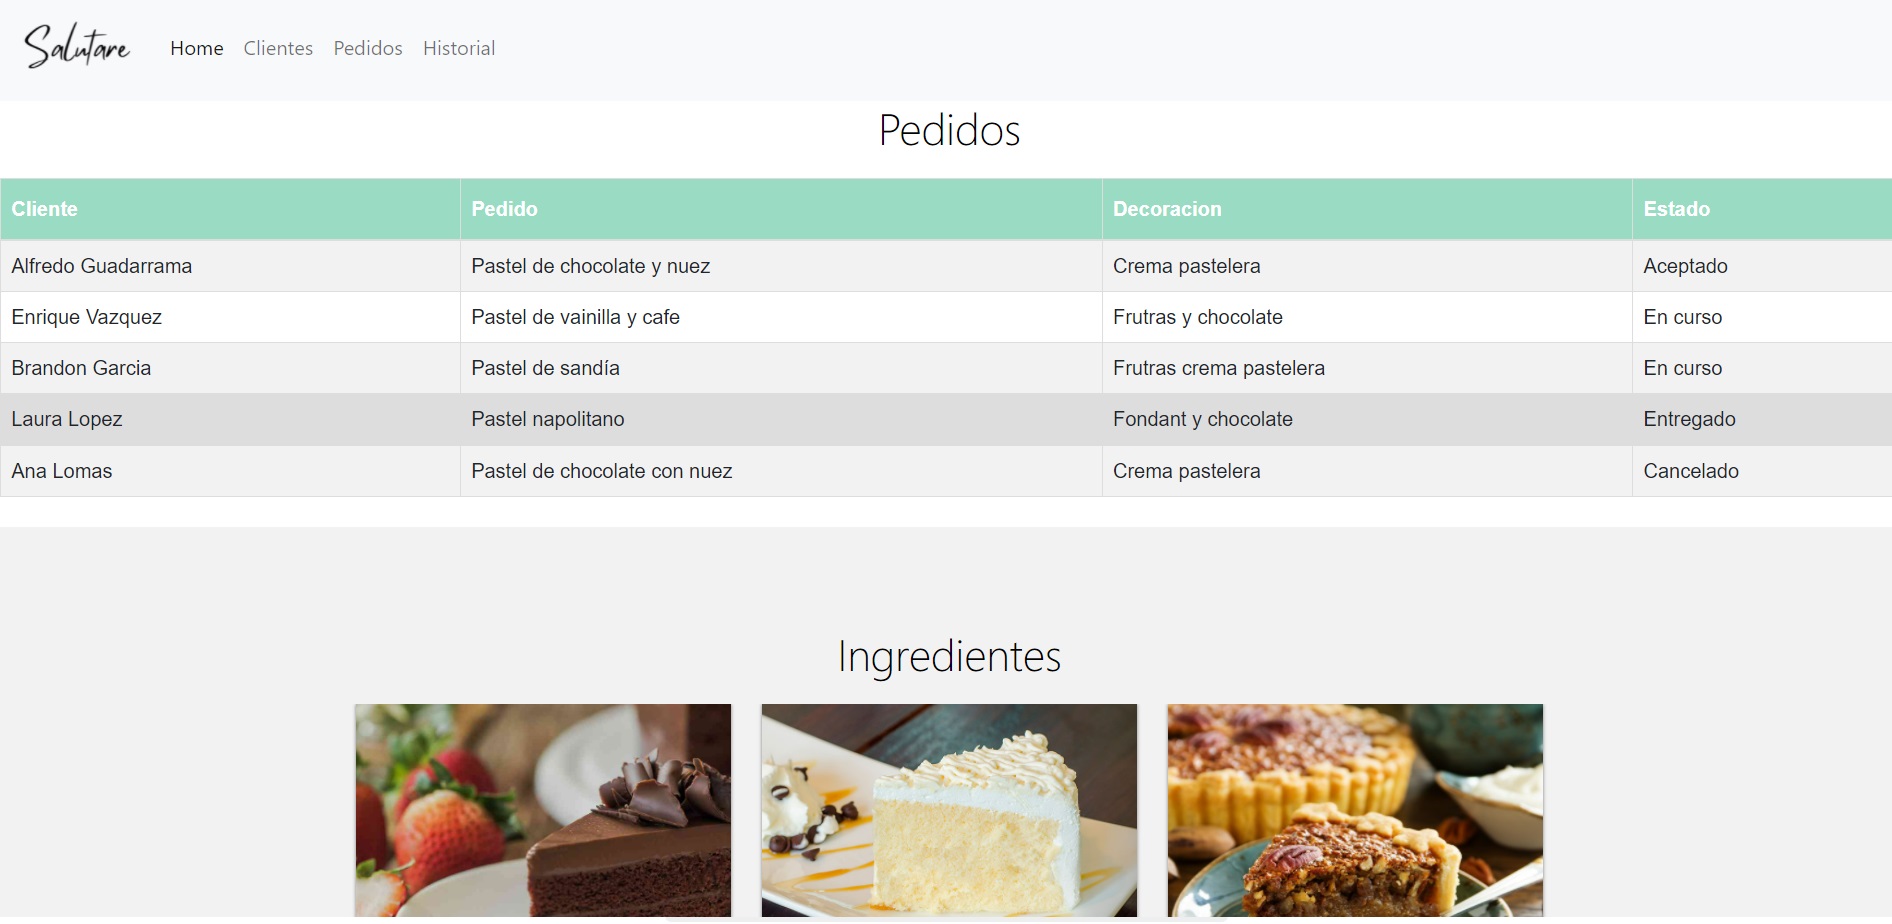 Salutare Home Clientes Pedidos Historial
Pedidos
Cliente Pedido Decoracion Estado
Alfredo Guadarrama Pastel de chocolate y nuez Crema pastelera Aceptado
Enrique Vazquez Pastel de vainilla y cafe Frutras y chocolate En curso
Brandon Garcia Pastel de sandía Frutras crema pastelera En curso
Laura Lopez Pastel napolitano Fondant y chocolate Entregado
Ana Lomas Pastel de chocolate con nuez Crema pastelera Cancelado
Ingredientes